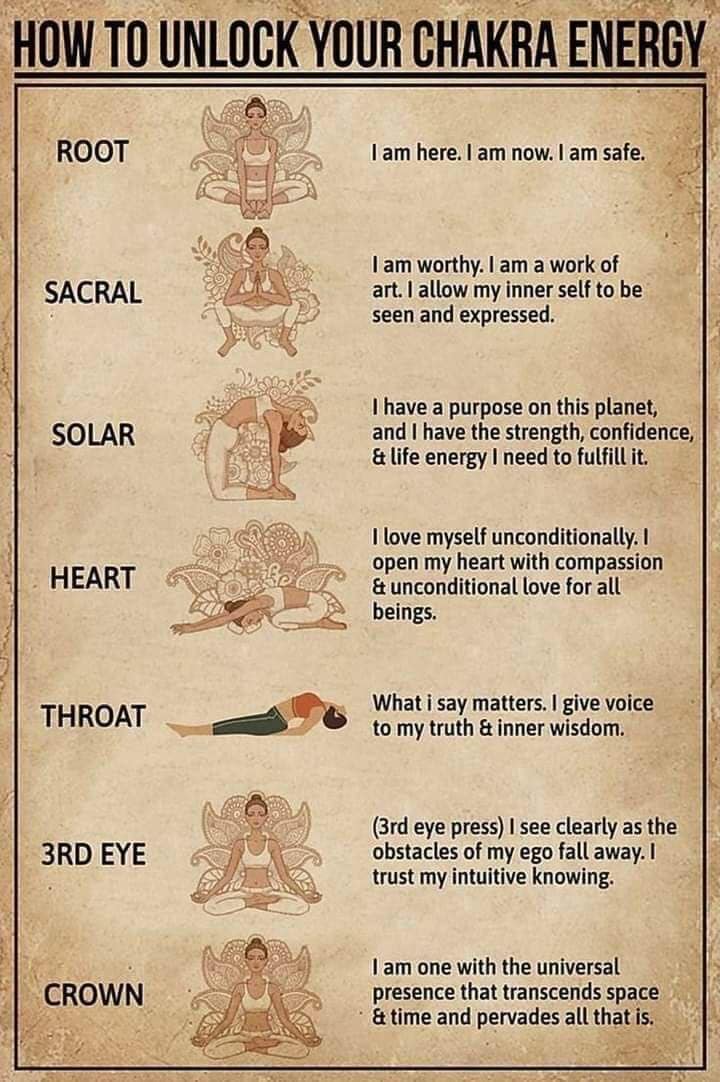 HOW TO UNLOCK YOUR CHAKRA ENERGY
ROOT
I am here. I am now. I am safe.
SACRAL
I am worthy. I am a work of
art. I allow my inner self to be
seen and expressed.
SOLAR
I have a purpose on this planet,
and I have the strength, confidence,
& life energy I need to fulfill it.
HEART
I love myself unconditionally. I
open my heart with compassion
& unconditional love for all
beings.
THROAT
What i say matters. I give voice
to my truth & inner wisdom.
3RD EYE
(3rd eye press) I see clearly as the
obstacles of my ego fall away. I
trust my intuitive knowing.
CROWN
I am one with the universal
presence that transcends space
& time and pervades all that is.